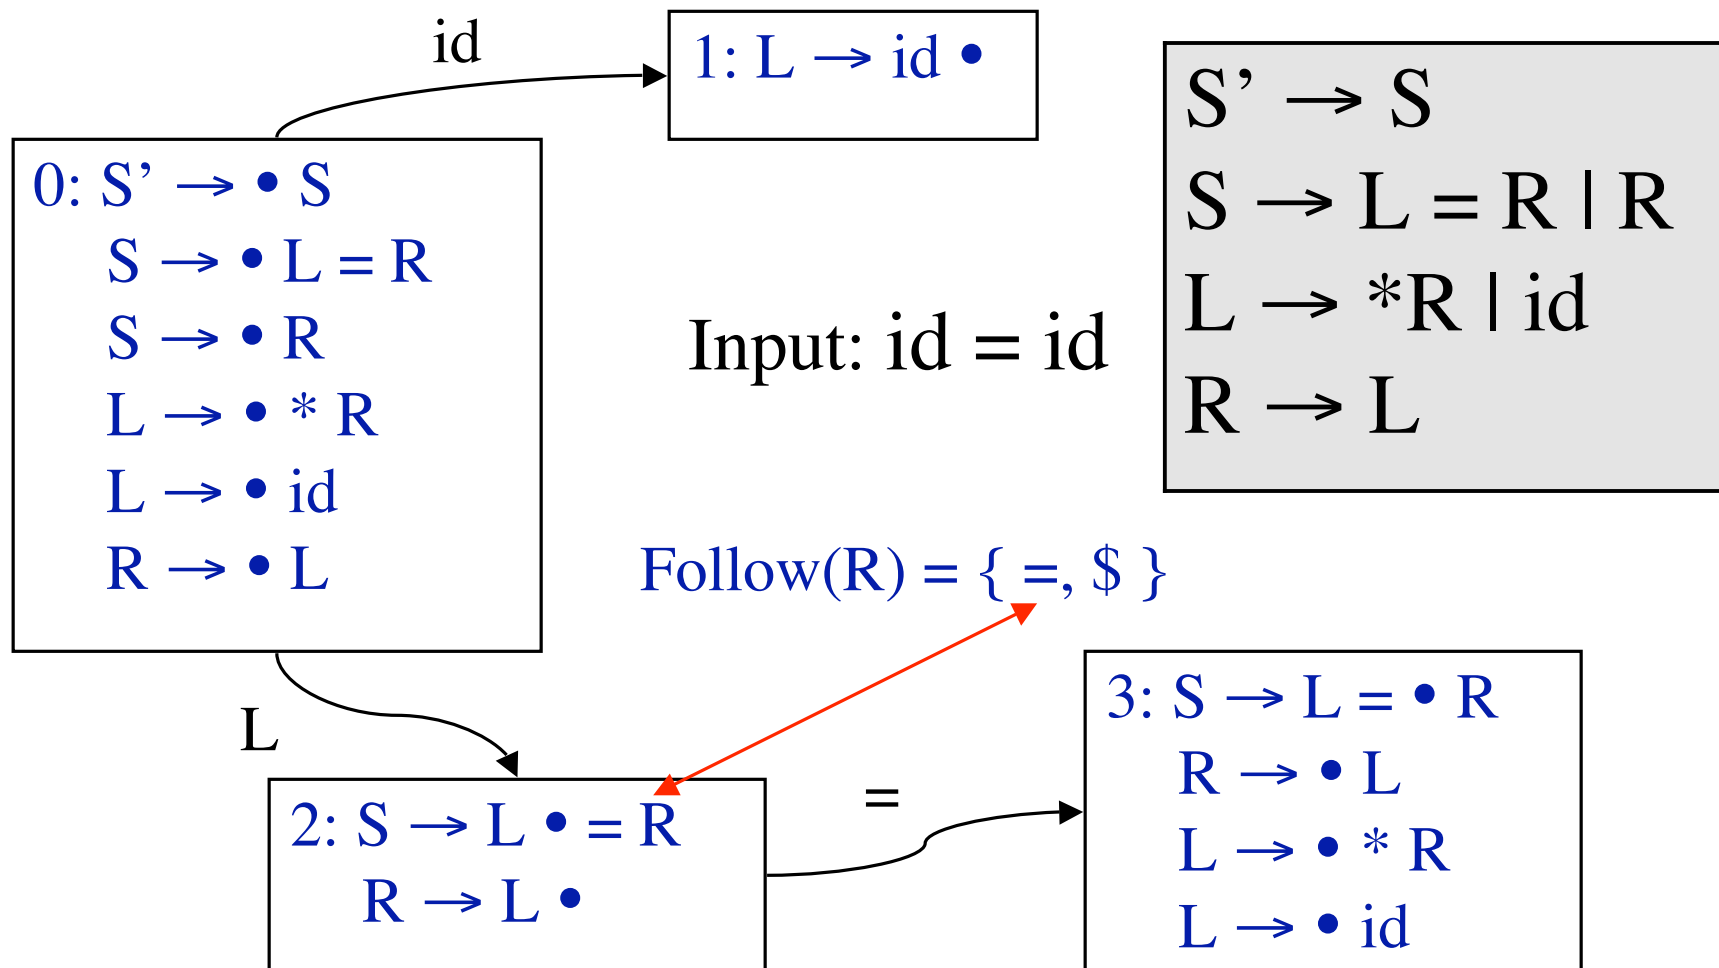 id
1: L → id •
S’ → S
S → L = R | R
L → *R | id
R → L
0: S’ → • S
S → • L = R
S → • R
L → • * R
L → • id
R → • L
Input: id = id
Follow(R) = { =, $ }
L
2: S → L • = R
R → L •
=
3: S → L = • R
R → • L
L → • * R
L → • id